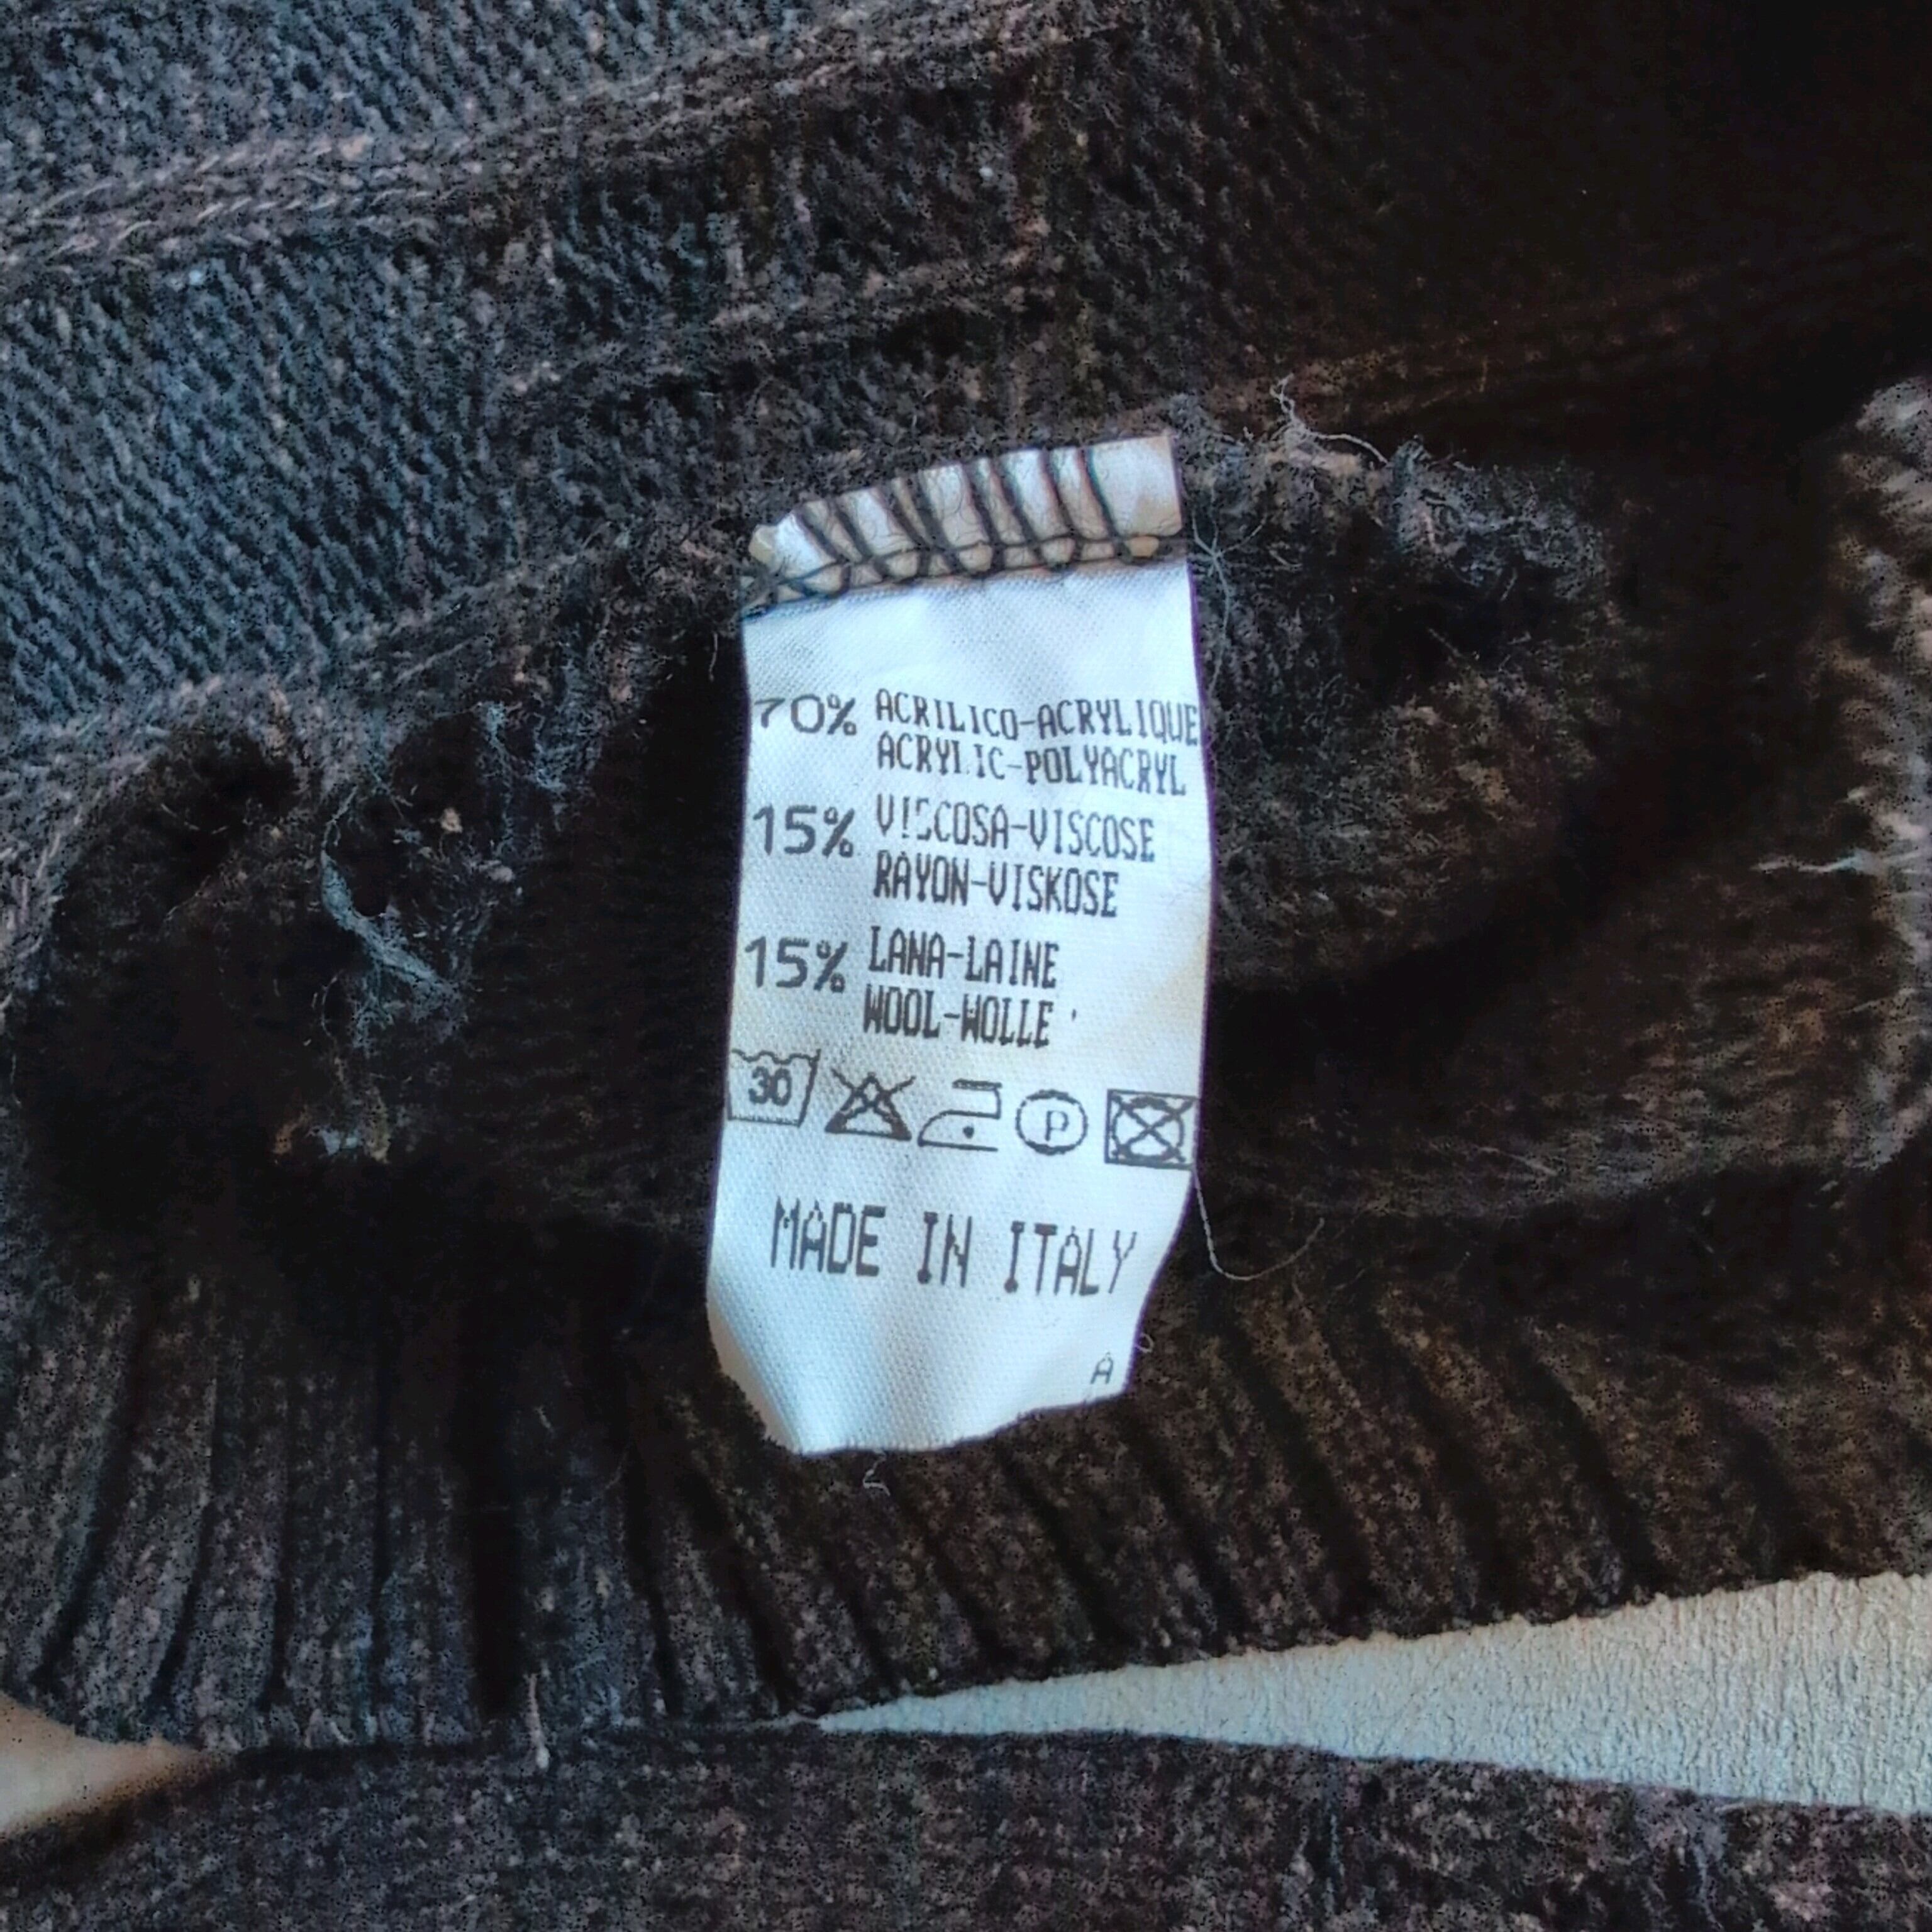 70% ACRILICO-ACRYLIQUE
ACRYLIC-POLYACRYL
15% VISCOSA-VISCOSE
RAYON-VISKOSE
15% LANA-LAINE
WOOL-WOLLE
30 P
MADE IN ITALY
A